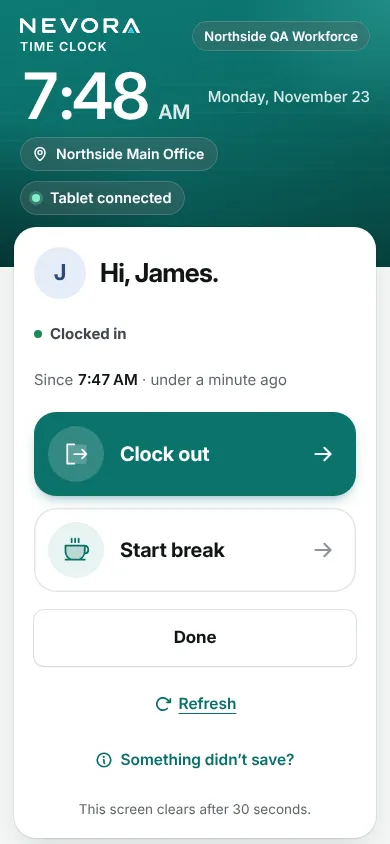 NEVORA
TIME CLOCK
Northside QA Workforce
7:48 AM
Monday, November 23
Northside Main Office
Tablet connected
J
Hi, James.
Clocked in
Since 7:47 AM · under a minute ago
Clock out
Start break
Done
Refresh
Something didn’t save?
This screen clears after 30 seconds.